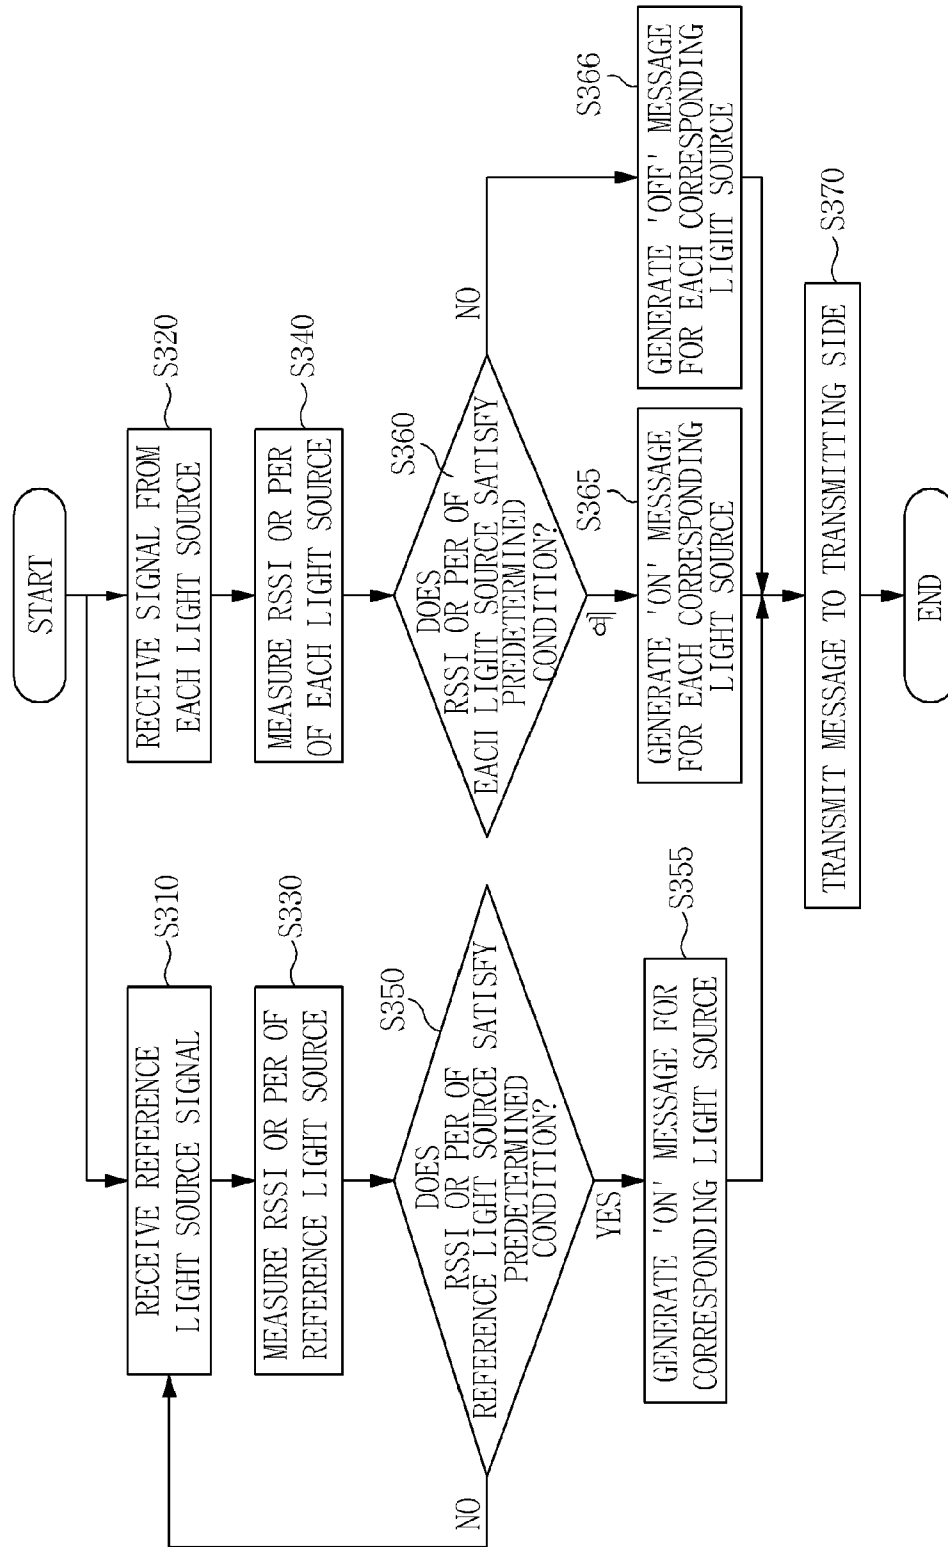 START
RECEIVE REFERENCE
LIGHT SOURCE SIGNAL
S310
RECEIVE SIGNAL FROM
EACH LIGHT SOURCE
S320
MEASURE RSSI OR PER OF
REFERENCE LIGHT SOURCE
S330
MEASURE RSSI OR PER
OF EACH LIGHT SOURCE
S340
DOES
RSSI OR PER OF
REFERENCE LIGHT SOURCE SATISFY
PREDETERMINED
CONDITION?
S350
NO
YES
DOES
RSSI OR PER OF
EACII LIGIIT SOURCE SATISFY
PREDETERMINED
CONDITION?
S360
NO
예
GENERATE 'ON' MESSAGE FOR
CORRESPONDING LIGHT SOURCE
S355
GENERATE 'ON' MESSAGE
FOR EACH CORRESPONDING
LIGHT SOURCE
S365
GENERATE 'OFF' MESSAGE
FOR EACH CORRESPONDING
LIGIIT SOURCE
S366
TRANSMIT MESSAGE TO TRANSMITTING SIDE
S370
END